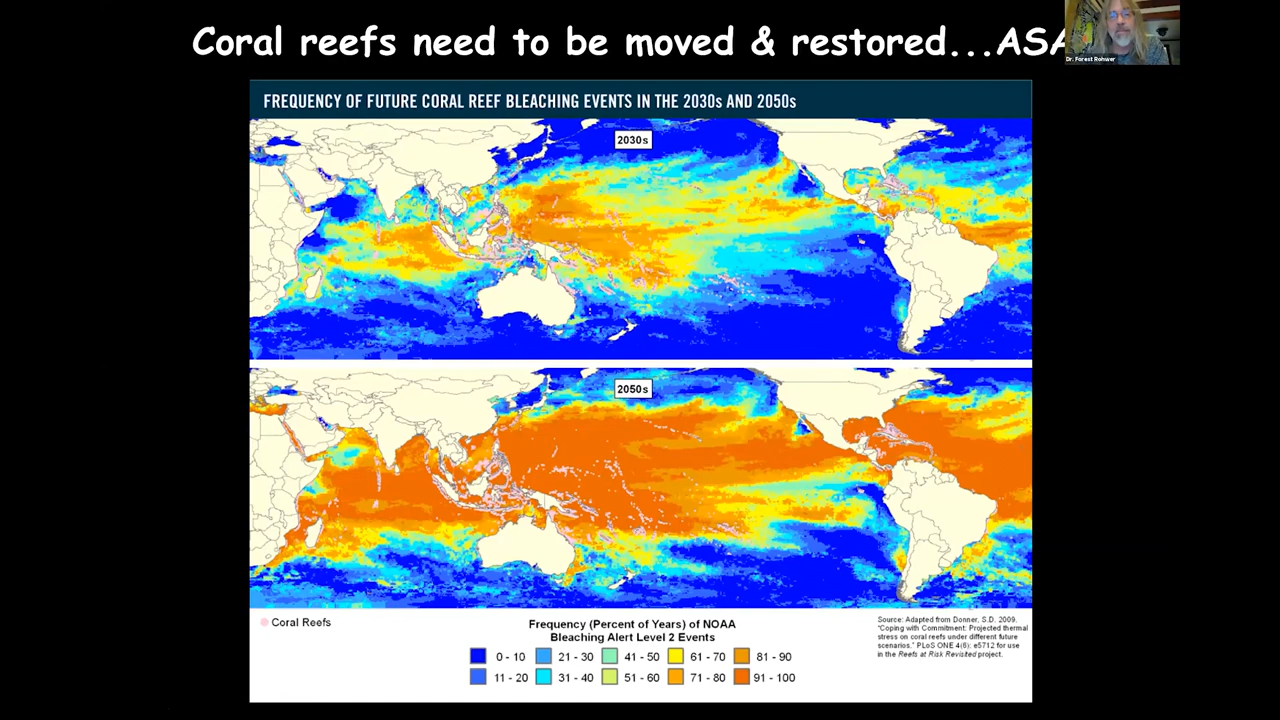 Coral reefs need to be moved & restored...ASA
Dr. Forest Rohwer
FREQUENCY OF FUTURE CORAL REEF BLEACHING EVENTS IN THE 2030s AND 2050s
2030s
2050s
Coral Reefs
Frequency (Percent of Years) of NOAA
Bleaching Alert Level 2 Events
0 - 10 21 - 30 41 - 50 61 - 70 81 - 90
11 - 20 31 - 40 51 - 60 71 - 80 91 - 100
Source: Adapted from Donner, S.D. 2009.
"Coping with Commitment: Projected thermal
stress on coral reefs under different future
scenarios." PLoS ONE 4(6): e5712 for use
in the Reefs at Risk Revisited project.